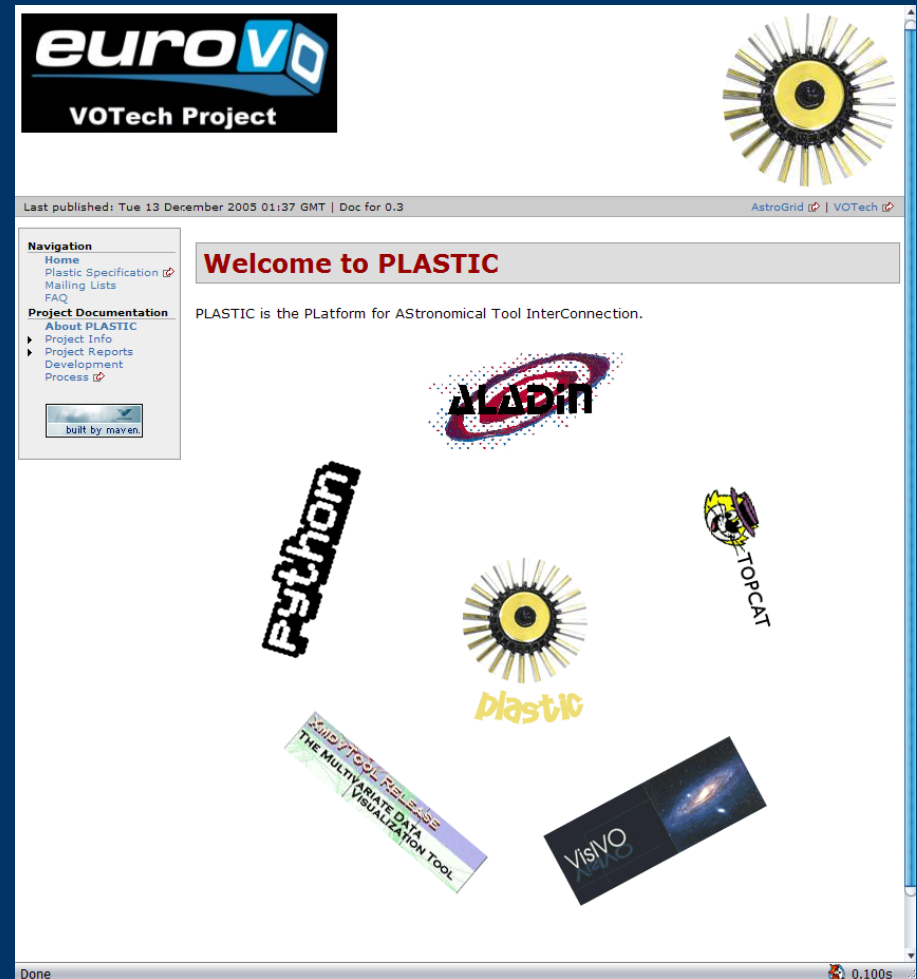 euroVO
VOTech Project
Last published: Tue 13 December 2005 01:37 GMT | Doc for 0.3
AstroGrid | VOTech
Navigation
Home
Plastic Specification
Mailing Lists
FAQ
Project Documentation
About PLASTIC
Project Info
Project Reports
Development
Process
built by maven.
Welcome to PLASTIC
PLASTIC is the PLatform for AStronomical Tool InterConnection.
ALADIN
python
TOPCAT
plastic
XmdvTool Release
The Multivariate Data
Visualization Tool
VisIVO
Done
0.100s